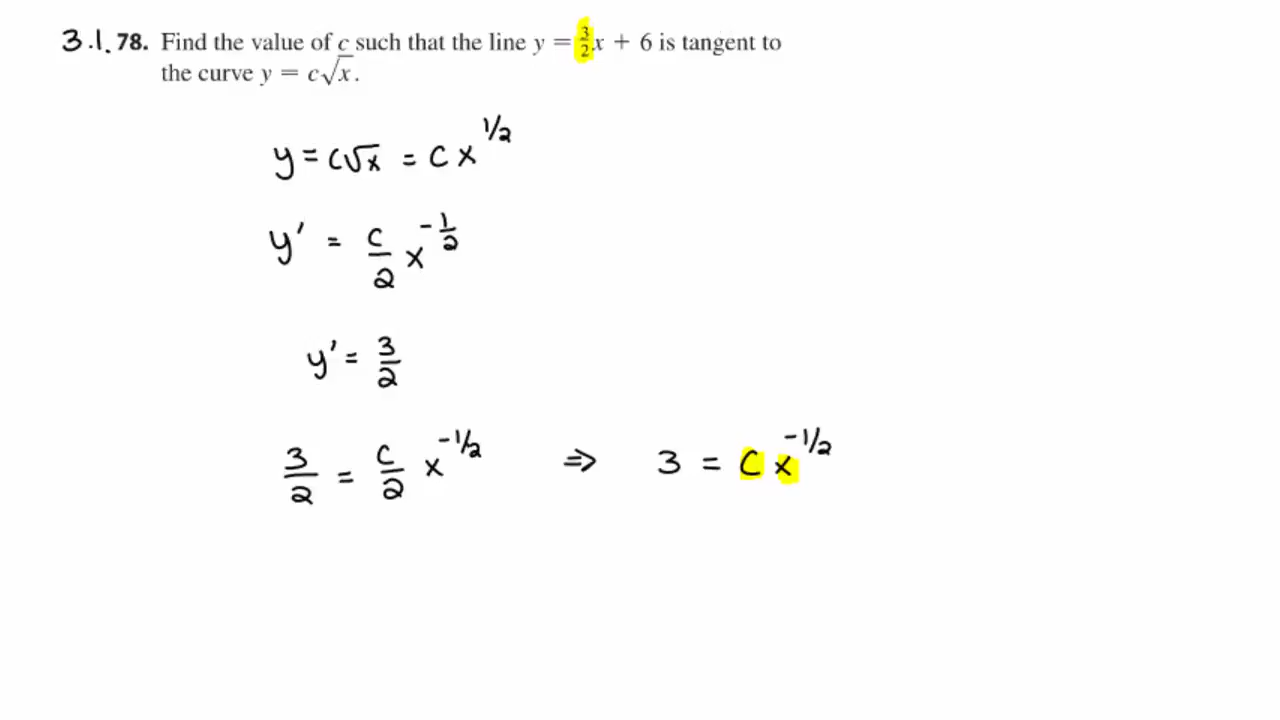 3.1. 78. Find the value of c such that the line y = 3/2 x + 6 is tangent to
the curve y = c√x.
y = c√x = c x^1/2
y' = c/2 x^-1/2
y' = 3/2
3/2 = c/2 x^-1/2 ⇒ 3 = c x^-1/2